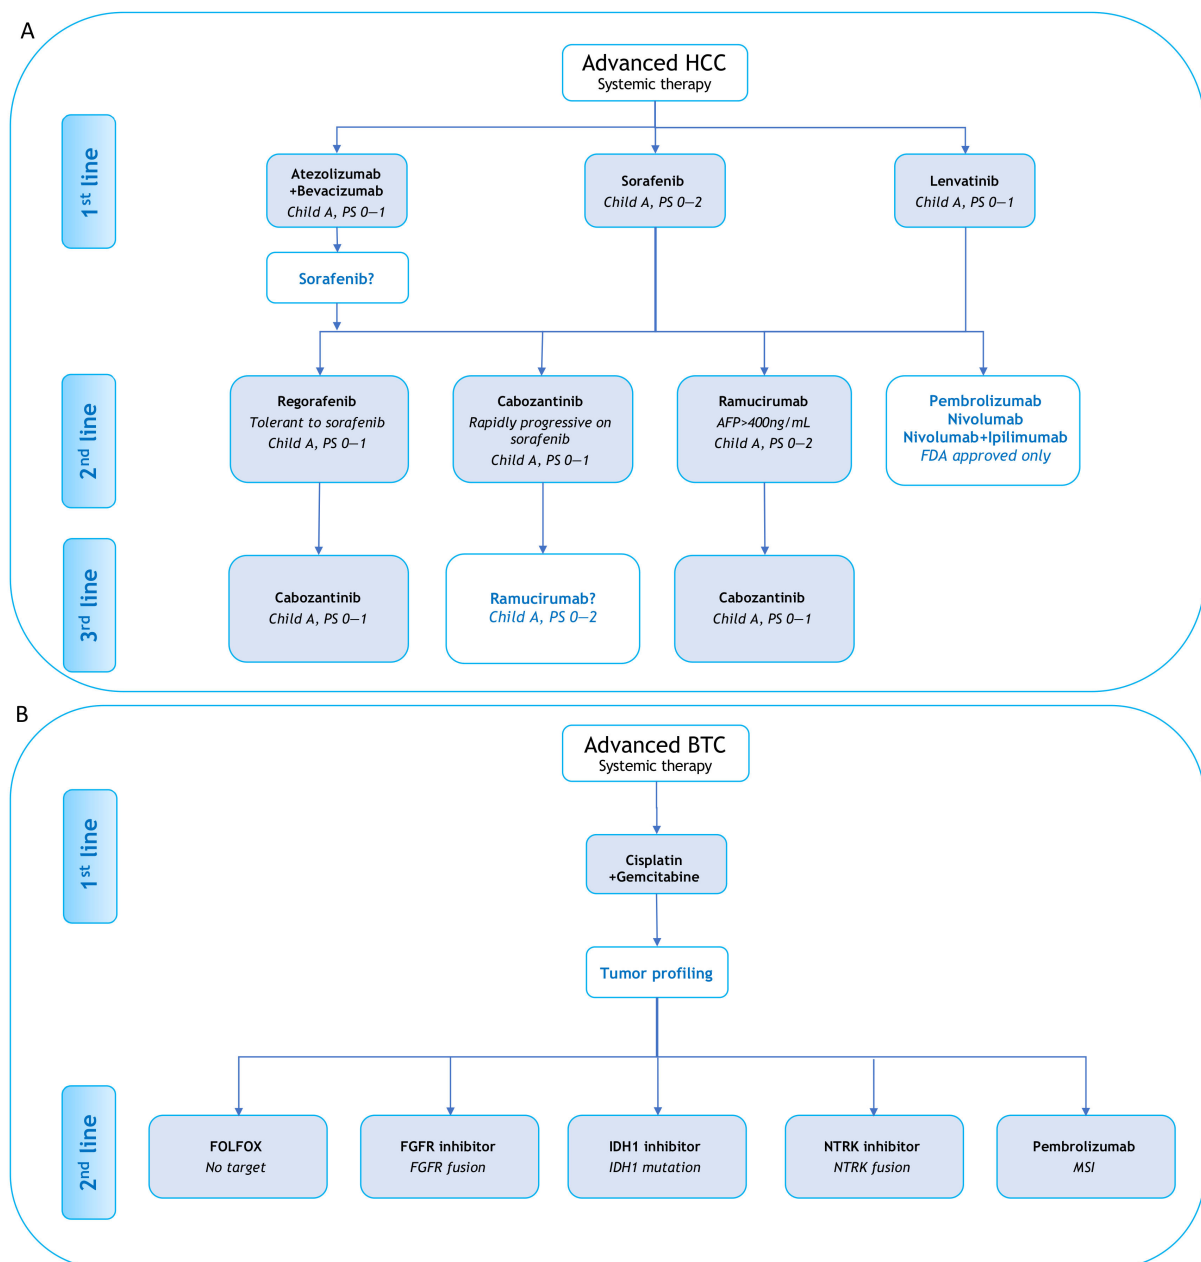 A
Advanced HCC
Systemic therapy
1st line
Atezolizumab
+Bevacizumab
Child A, PS 0–1
Sorafenib
Child A, PS 0–2
Lenvatinib
Child A, PS 0–1
Sorafenib?
2nd line
Regorafenib
Tolerant to sorafenib
Child A, PS 0–1
Cabozantinib
Rapidly progressive on
sorafenib
Child A, PS 0–1
Ramucirumab
AFP>400ng/mL
Child A, PS 0–2
Pembrolizumab
Nivolumab
Nivolumab+Ipilimumab
FDA approved only
3rd line
Cabozantinib
Child A, PS 0–1
Ramucirumab?
Child A, PS 0–2
Cabozantinib
Child A, PS 0–1
B
Advanced BTC
Systemic therapy
1st line
Cisplatin
+Gemcitabine
Tumor profiling
2nd line
FOLFOX
No target
FGFR inhibitor
FGFR fusion
IDH1 inhibitor
IDH1 mutation
NTRK inhibitor
NTRK fusion
Pembrolizumab
MSI